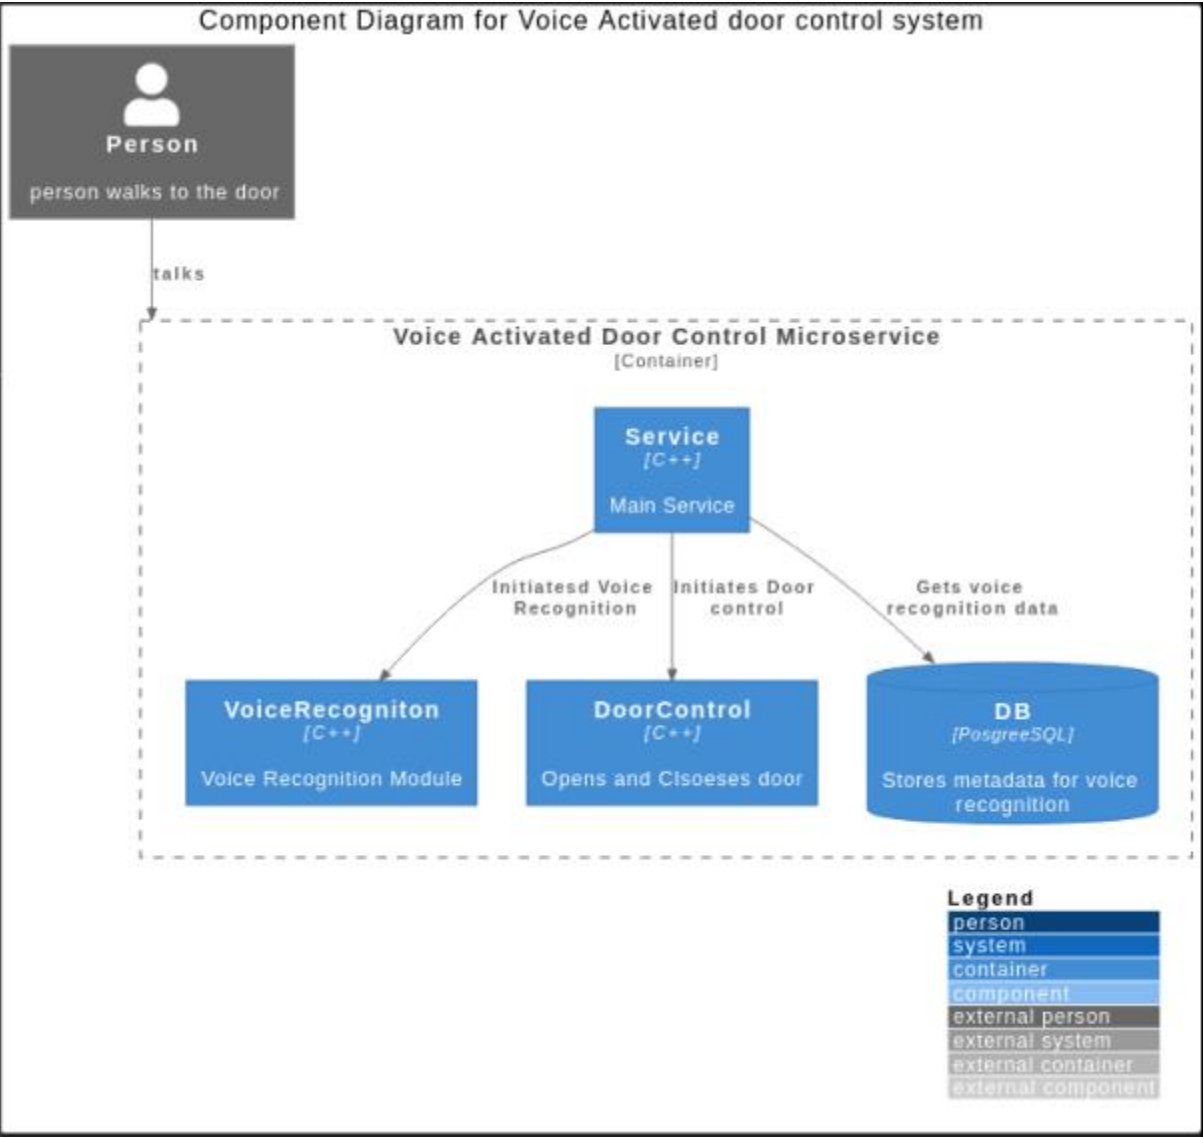 Component Diagram for Voice Activated door control system
Person
person walks to the door
talks
Voice Activated Door Control Microservice
[Container]
Service
[C++]
Main Service
Initiatesd Voice
Recognition
Initiates Door
control
Gets voice
recognition data
VoiceRecogniton
[C++]
Voice Recognition Module
DoorControl
[C++]
Opens and Clsoeses door
DB
[PosgreeSQL]
Stores metadata for voice
recognition
Legend
person
system
container
component
external person
external system
external container
external component